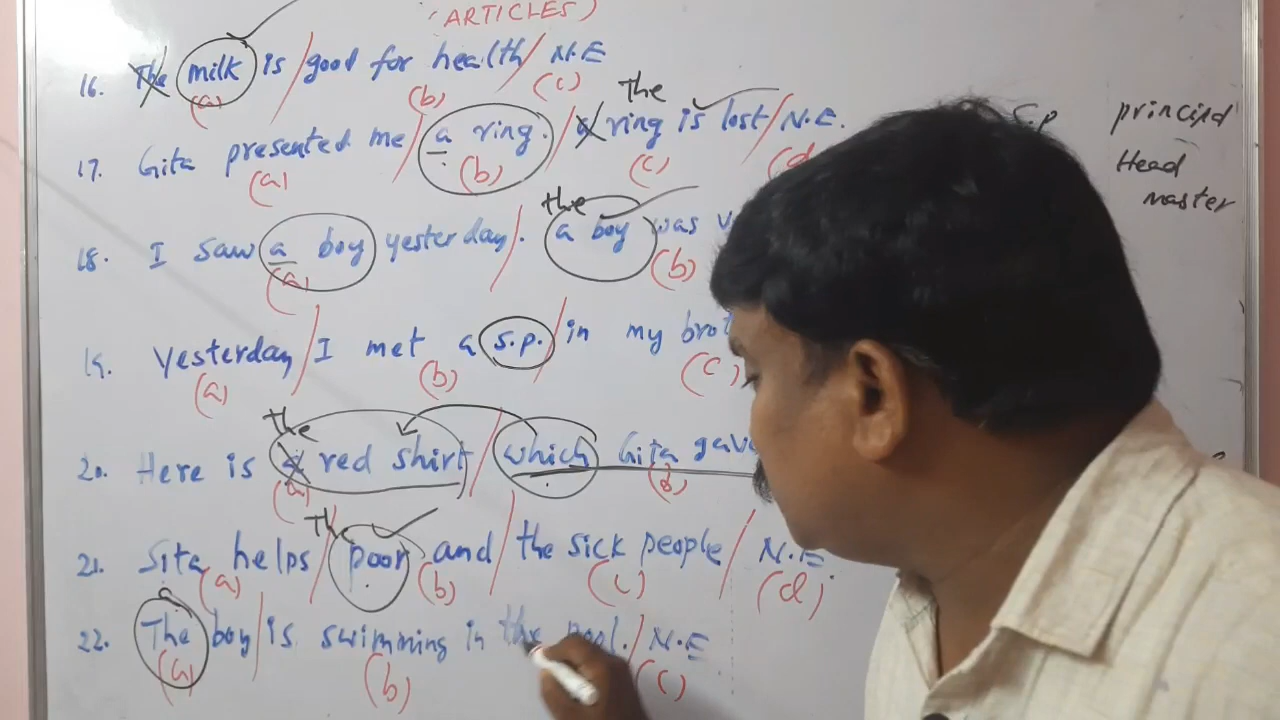 (ARTICLES)
16. The milk is / good for health / N.E
(a) (b) (c)
the
17. Gita presented me / a ring. / a ring is lost / N.E.
(a) (b) (c) (d)
the
18. I saw a boy yesterday / . a boy was
(a) (b)
19. Yesterday / I met a s.p. / in my
(a) (b) (c)
the
20. Here is a red shirt / which Gita
(a) (b)
The
21. Sita helps / poor and / the sick people / N.E.
(a) (b) (c) (d)
a
22. The boy / is swimming in the pool. / N.E
(a) (b) (c)
S.p
Head
master